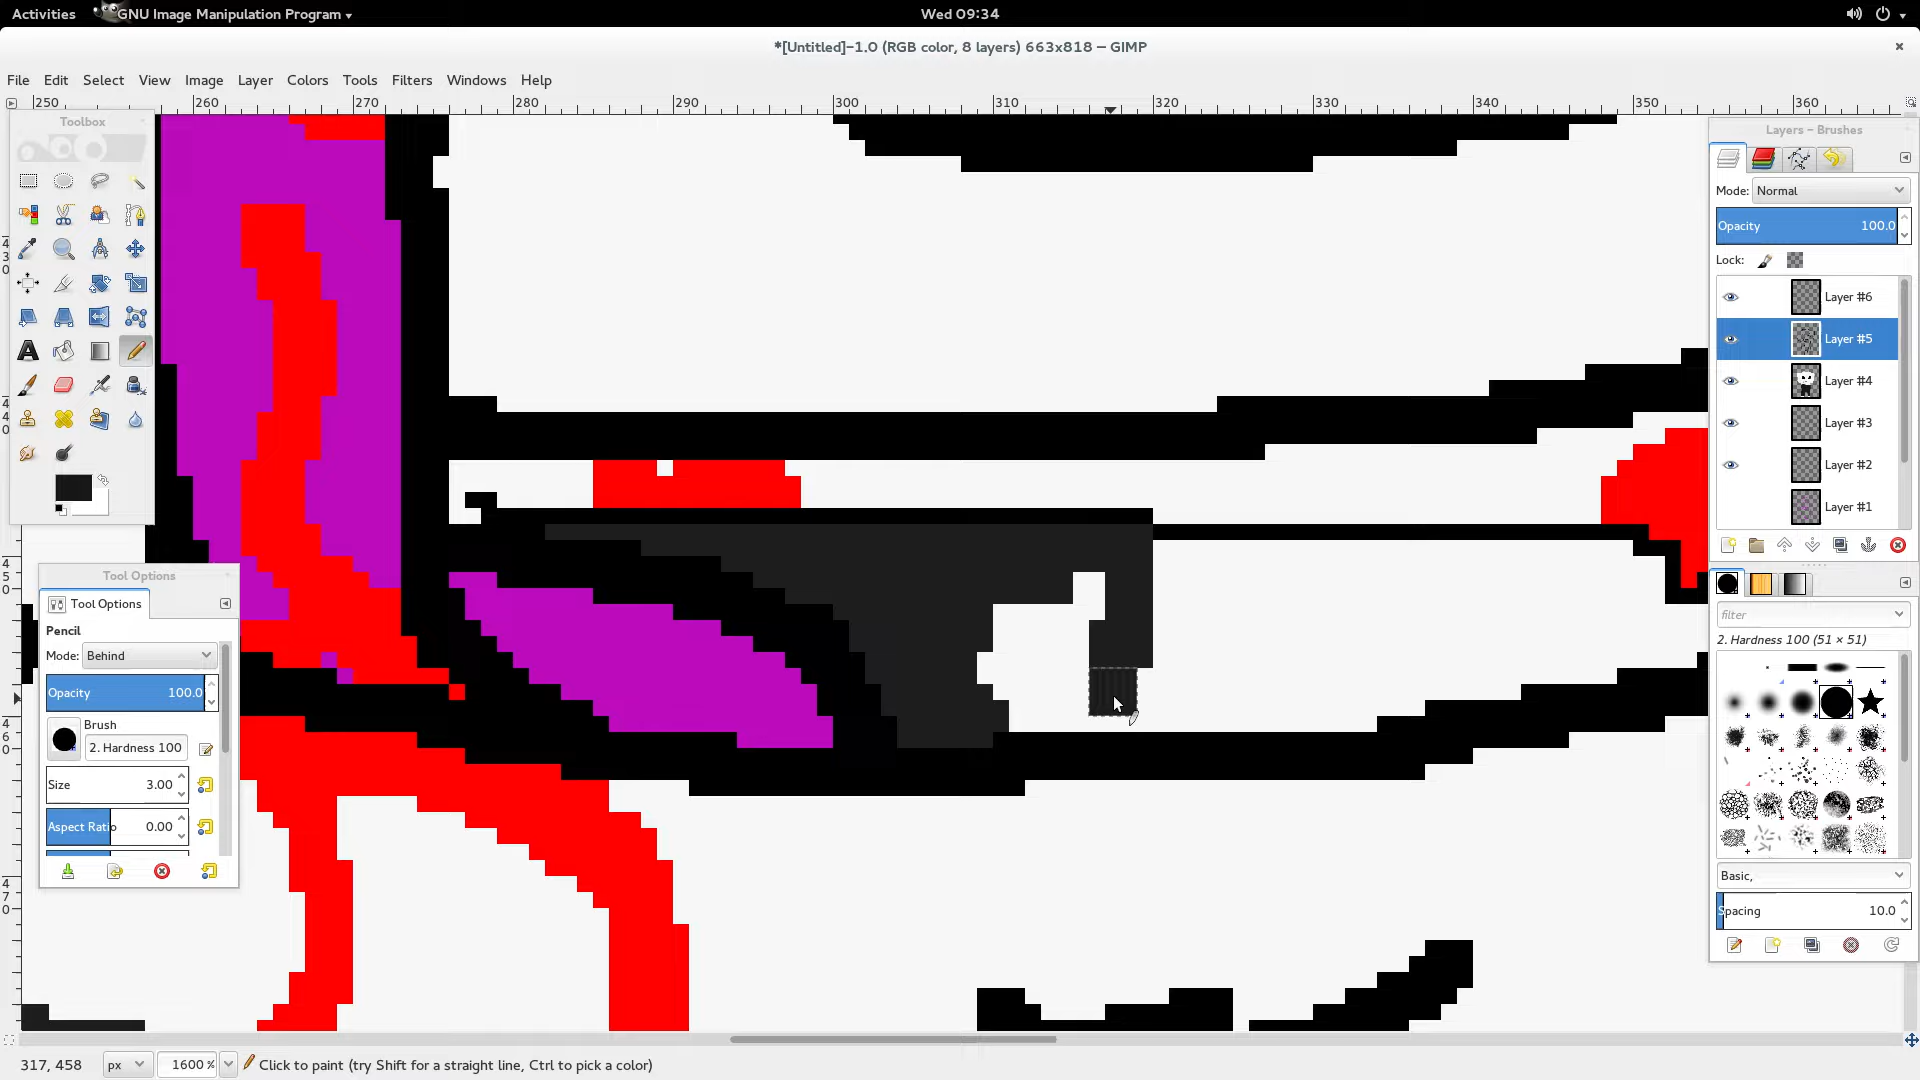 Activities GNU Image Manipulation Program Wed 09:34
*[Untitled]-1.0 (RGB color, 8 layers) 663x818 – GIMP
File Edit Select View Image Layer Colors Tools Filters Windows Help
250 260 270 280 290 300 310 320 330 340 350 360
Toolbox
Layers – Brushes
Mode: Normal
Opacity 100.0
Lock:
Layer #6
Layer #5
Layer #4
Layer #3
Layer #2
Layer #1
Tool Options
Tool Options
Pencil
Mode: Behind
Opacity 100.0
Brush
2. Hardness 100
Size 3.00
Aspect Ratio 0.00
filter
2. Hardness 100 (51 × 51)
Basic,
Spacing 10.0
317, 458 px 1600 % Click to paint (try Shift for a straight line, Ctrl to pick a color)